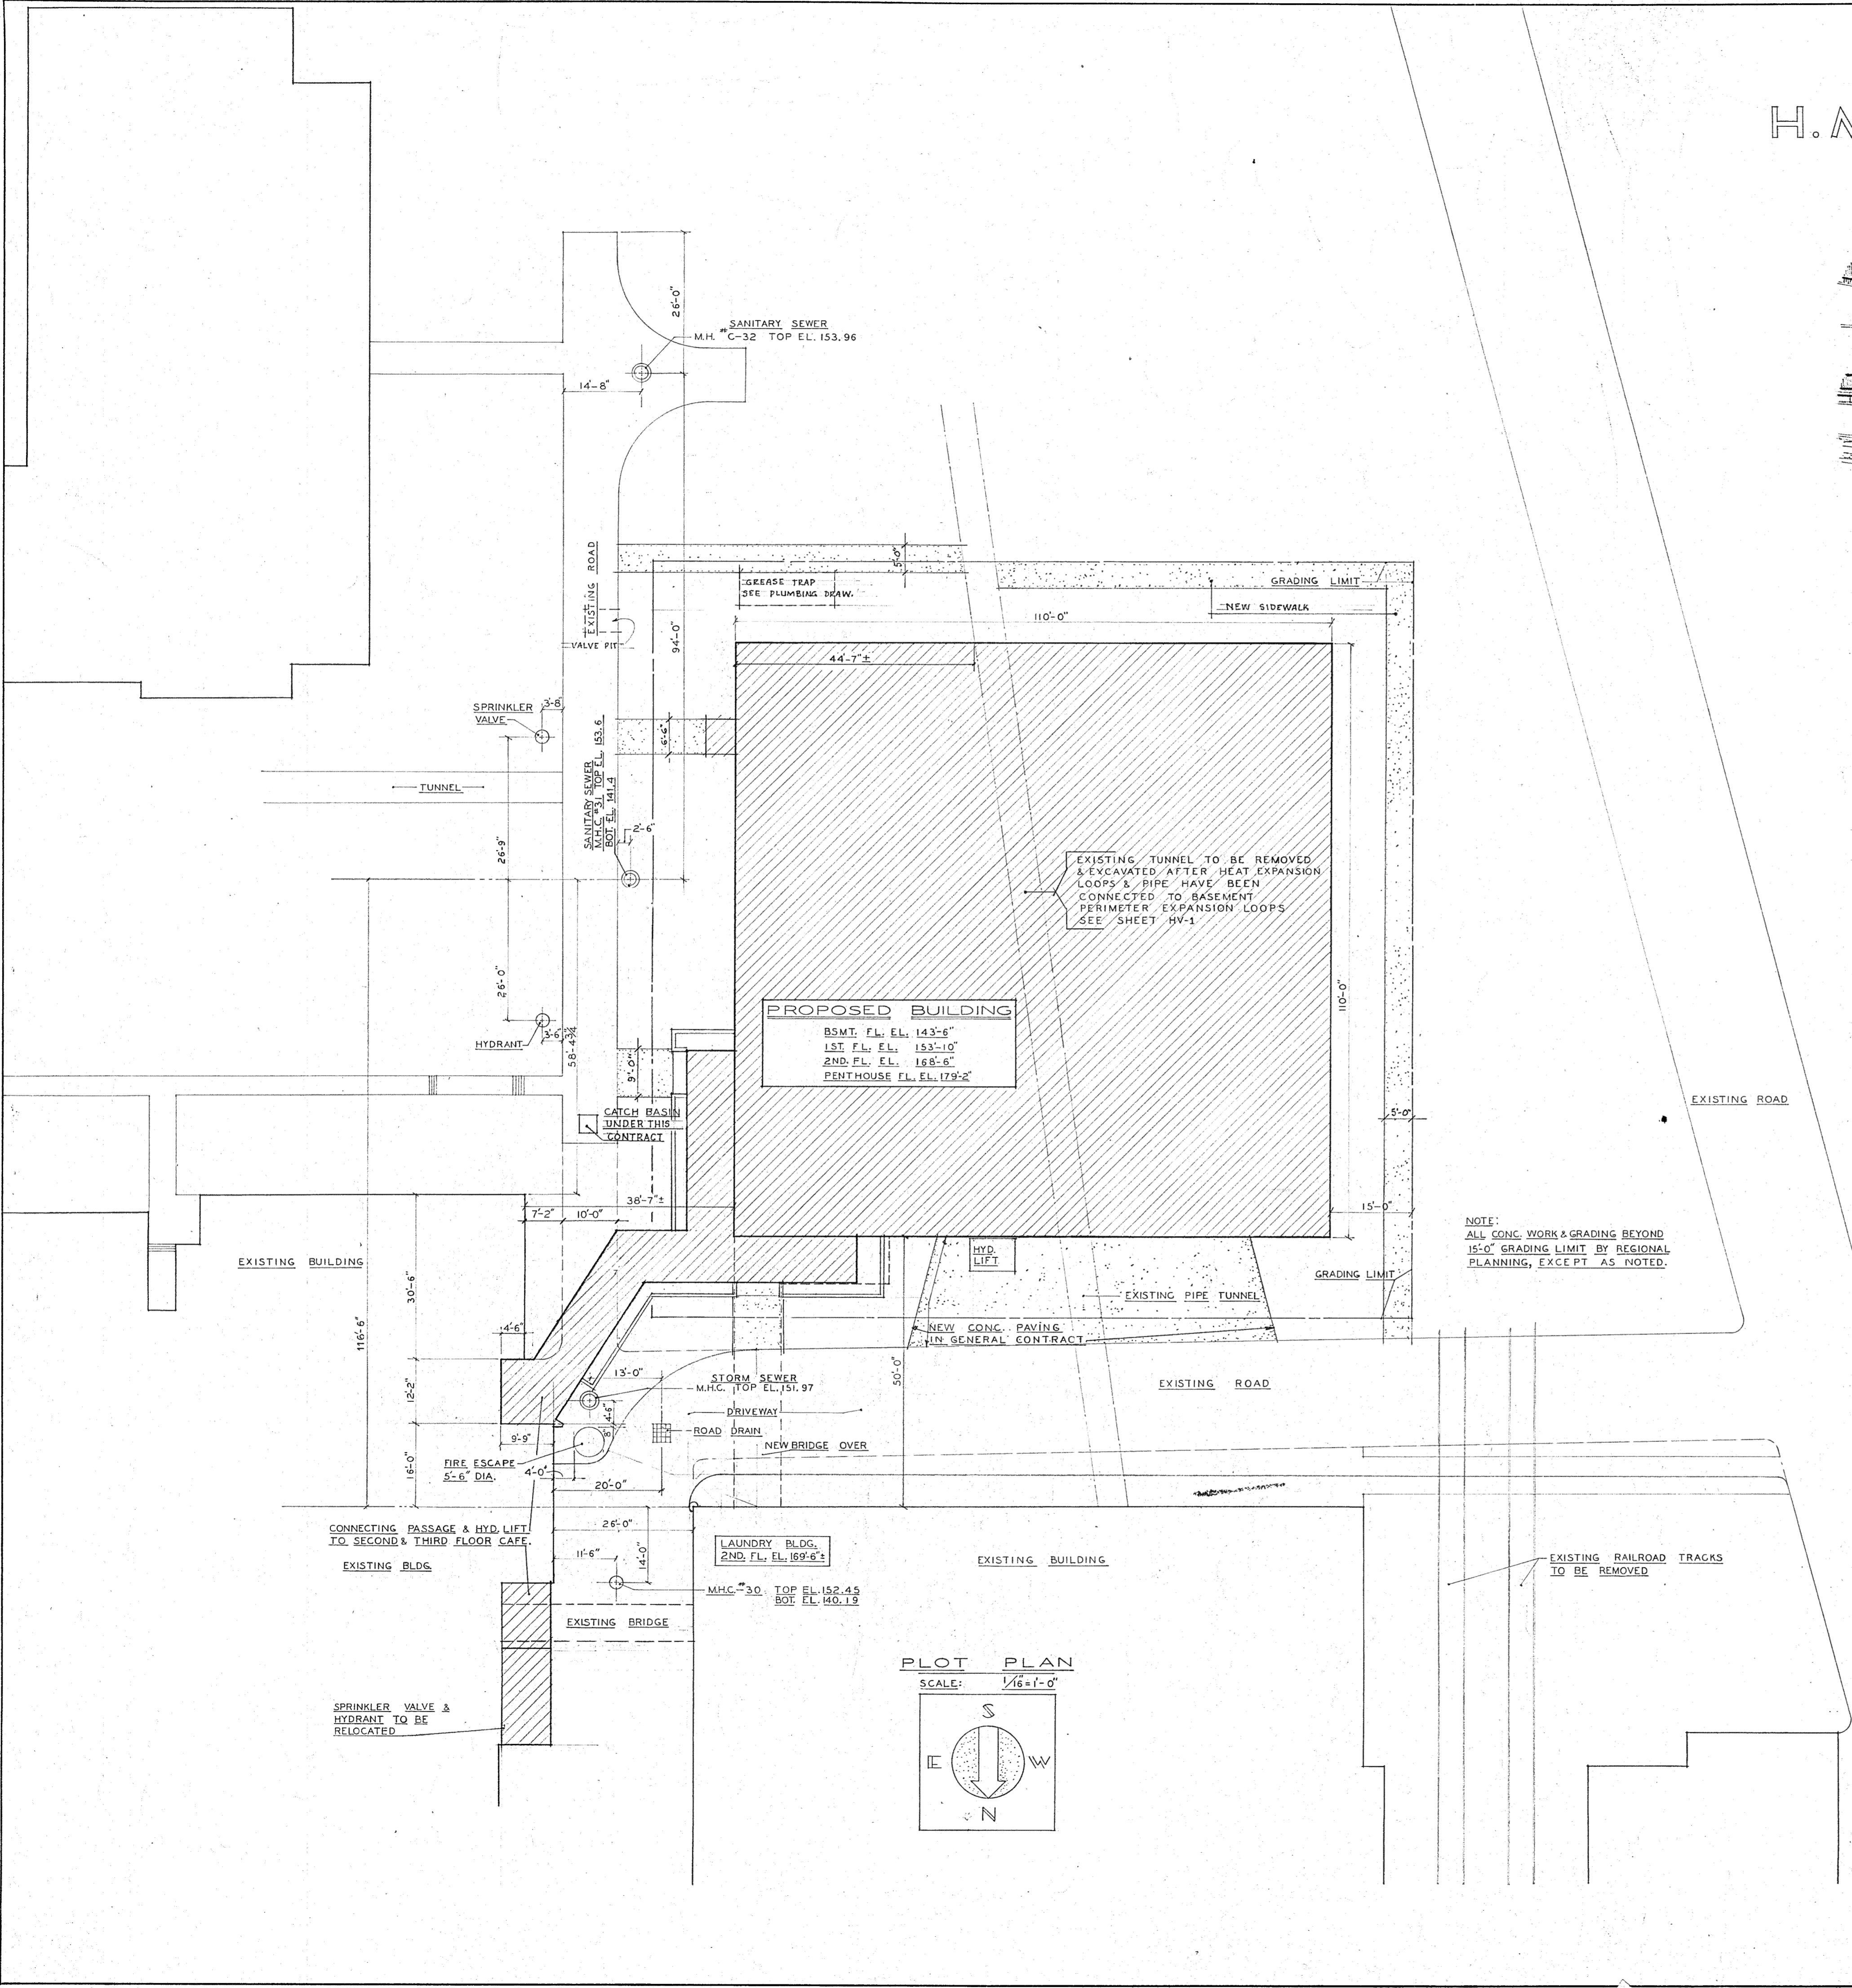 H.
26'-0"
SANITARY SEWER
M.H. #C-32 TOP EL. 153.96
14'-8"
EXISTING ROAD
5'-0"
GREASE TRAP
SEE PLUMBING DRAW.
GRADING LIMIT
NEW SIDEWALK
110'-0"
VALVE PIT
94'-0"
44'-7"±
SPRINKLER
VALVE
3'-8"
6'-6"
SANITARY SEWER
M.H.C. #31 TOP EL. 153.6
BOT. EL. 141.4
TUNNEL
2'-6"
26'-9"
EXISTING TUNNEL TO BE REMOVED
& EXCAVATED AFTER HEAT EXPANSION
LOOPS & PIPE HAVE BEEN
CONNECTED TO BASEMENT
PERIMETER EXPANSION LOOPS
SEE SHEET HV-1
26'-0"
110'-0"
PROPOSED BUILDING
BSMT. FL. EL. 143'-6"
1ST. FL. EL. 153'-10"
2ND. FL. EL. 168'-6"
PENTHOUSE FL. EL. 179'-2"
HYDRANT
3'-6"
58'-4¾"
9'-0"
CATCH BASIN
UNDER THIS
CONTRACT
EXISTING ROAD
5'-0"
38'-7"±
7'-2"
10'-0"
15'-0"
NOTE:
ALL CONC. WORK & GRADING BEYOND
15'-0" GRADING LIMIT BY REGIONAL
PLANNING, EXCEPT AS NOTED.
EXISTING BUILDING
HYD.
LIFT
GRADING LIMIT
EXISTING PIPE TUNNEL
30'-6"
116'-6"
4'-6"
NEW CONC. PAVING
IN GENERAL CONTRACT
50'-0"
12'-2"
13'-0"
STORM SEWER
M.H.C. TOP EL. 151.97
EXISTING ROAD
4'-6"
DRIVEWAY
8"
ROAD DRAIN
NEW BRIDGE OVER
9'-9"
16'-0"
FIRE ESCAPE
5'-6" DIA.
4'-0"
20'-0"
CONNECTING PASSAGE & HYD. LIFT
TO SECOND & THIRD FLOOR CAFE.
EXISTING BLDG.
26'-0"
14'-0"
11'-6"
LAUNDRY BLDG.
2ND. FL. EL. 169'-6"±
EXISTING BUILDING
EXISTING RAILROAD TRACKS
TO BE REMOVED
M.H.C. #30 TOP EL. 152.45
BOT. EL. 140.19
EXISTING BRIDGE
SPRINKLER VALVE &
HYDRANT TO BE
RELOCATED
PLOT PLAN
SCALE: 1/16"=1'-0"
S
E
W
N